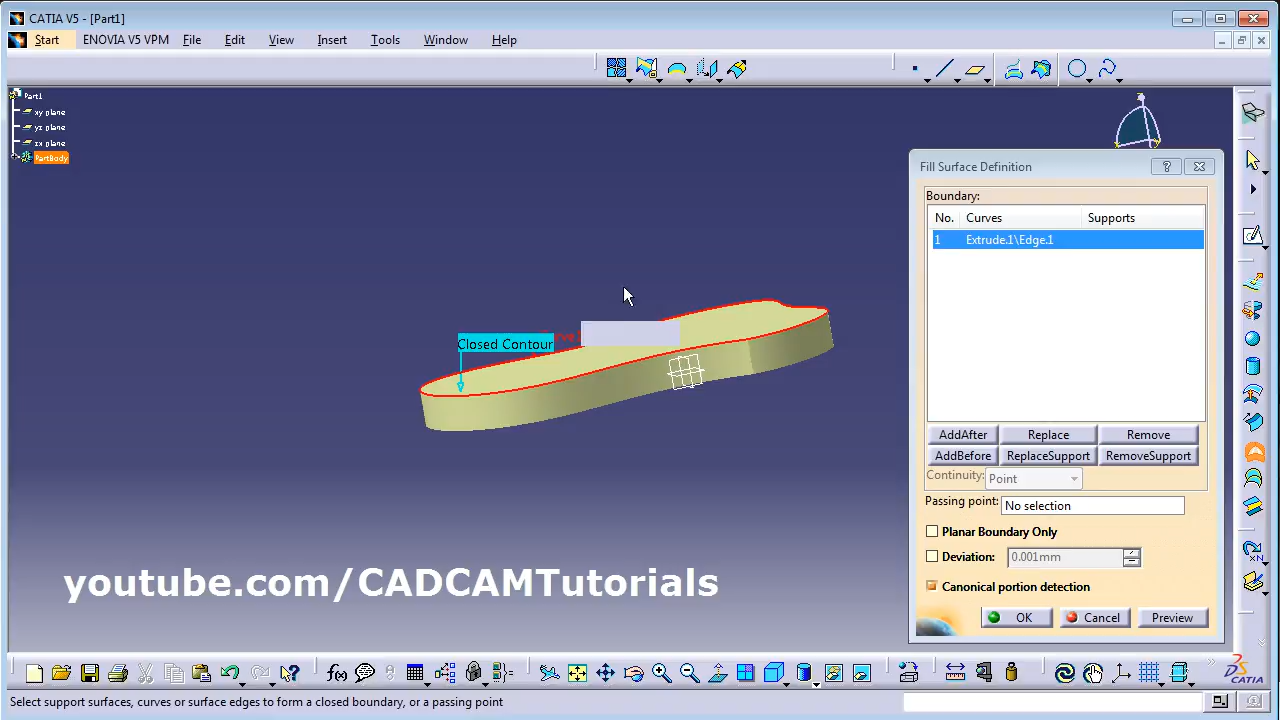 CATIA V5 - [Part1]
Start ENOVIA V5 VPM File Edit View Insert Tools Window Help
Part1
xy plane
yz plane
zx plane
PartBody
Fill Surface Definition
Boundary:
No. Curves Supports
1 Extrude.1\Edge.1
Closed Contour
AddAfter Replace Remove
AddBefore ReplaceSupport RemoveSupport
Continuity: Point
Passing point: No selection
Planar Boundary Only
Deviation: 0.001mm
Canonical portion detection
OK Cancel Preview
youtube.com/CADCAMTutorials
f(x)
CATIA
Select support surfaces, curves or surface edges to form a closed boundary, or a passing point